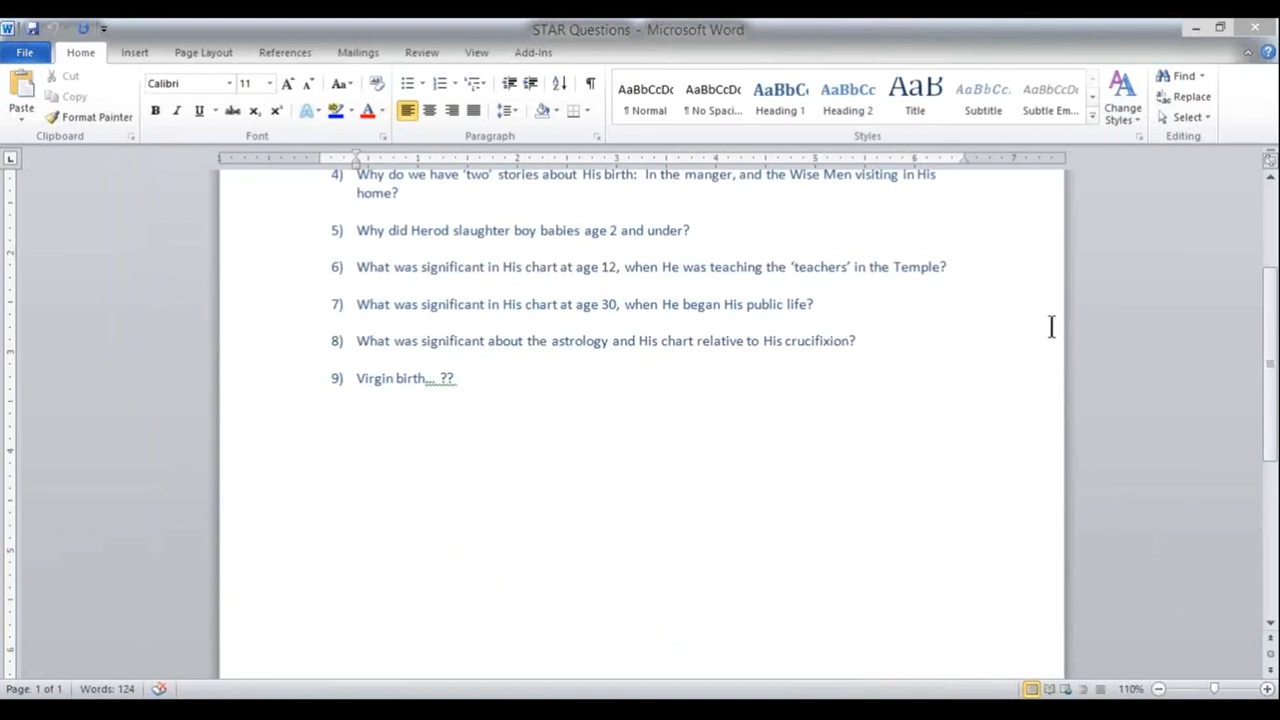 STAR Questions - Microsoft Word
File Home Insert Page Layout References Mailings Review View Add-Ins
Cut
Copy
Format Painter
Paste
Calibri 11
AaBbCcDc AaBbCcDc AaBbC AaBbCc AaB AaBbCc. AaBbCcDc
¶ Normal ¶ No Spaci... Heading 1 Heading 2 Title Subtitle Subtle Em...
Change
Styles
Find
Replace
Select
Clipboard Font Paragraph Styles Editing
1 2 3 4 5 6 7
4) Why do we have ‘two’ stories about His birth: In the manger, and the Wise Men visiting in His
home?
5) Why did Herod slaughter boy babies age 2 and under?
6) What was significant in His chart at age 12, when He was teaching the ‘teachers’ in the Temple?
7) What was significant in His chart at age 30, when He began His public life?
8) What was significant about the astrology and His chart relative to His crucifixion?
9) Virgin birth... ??
Page: 1 of 1 Words: 124 110%